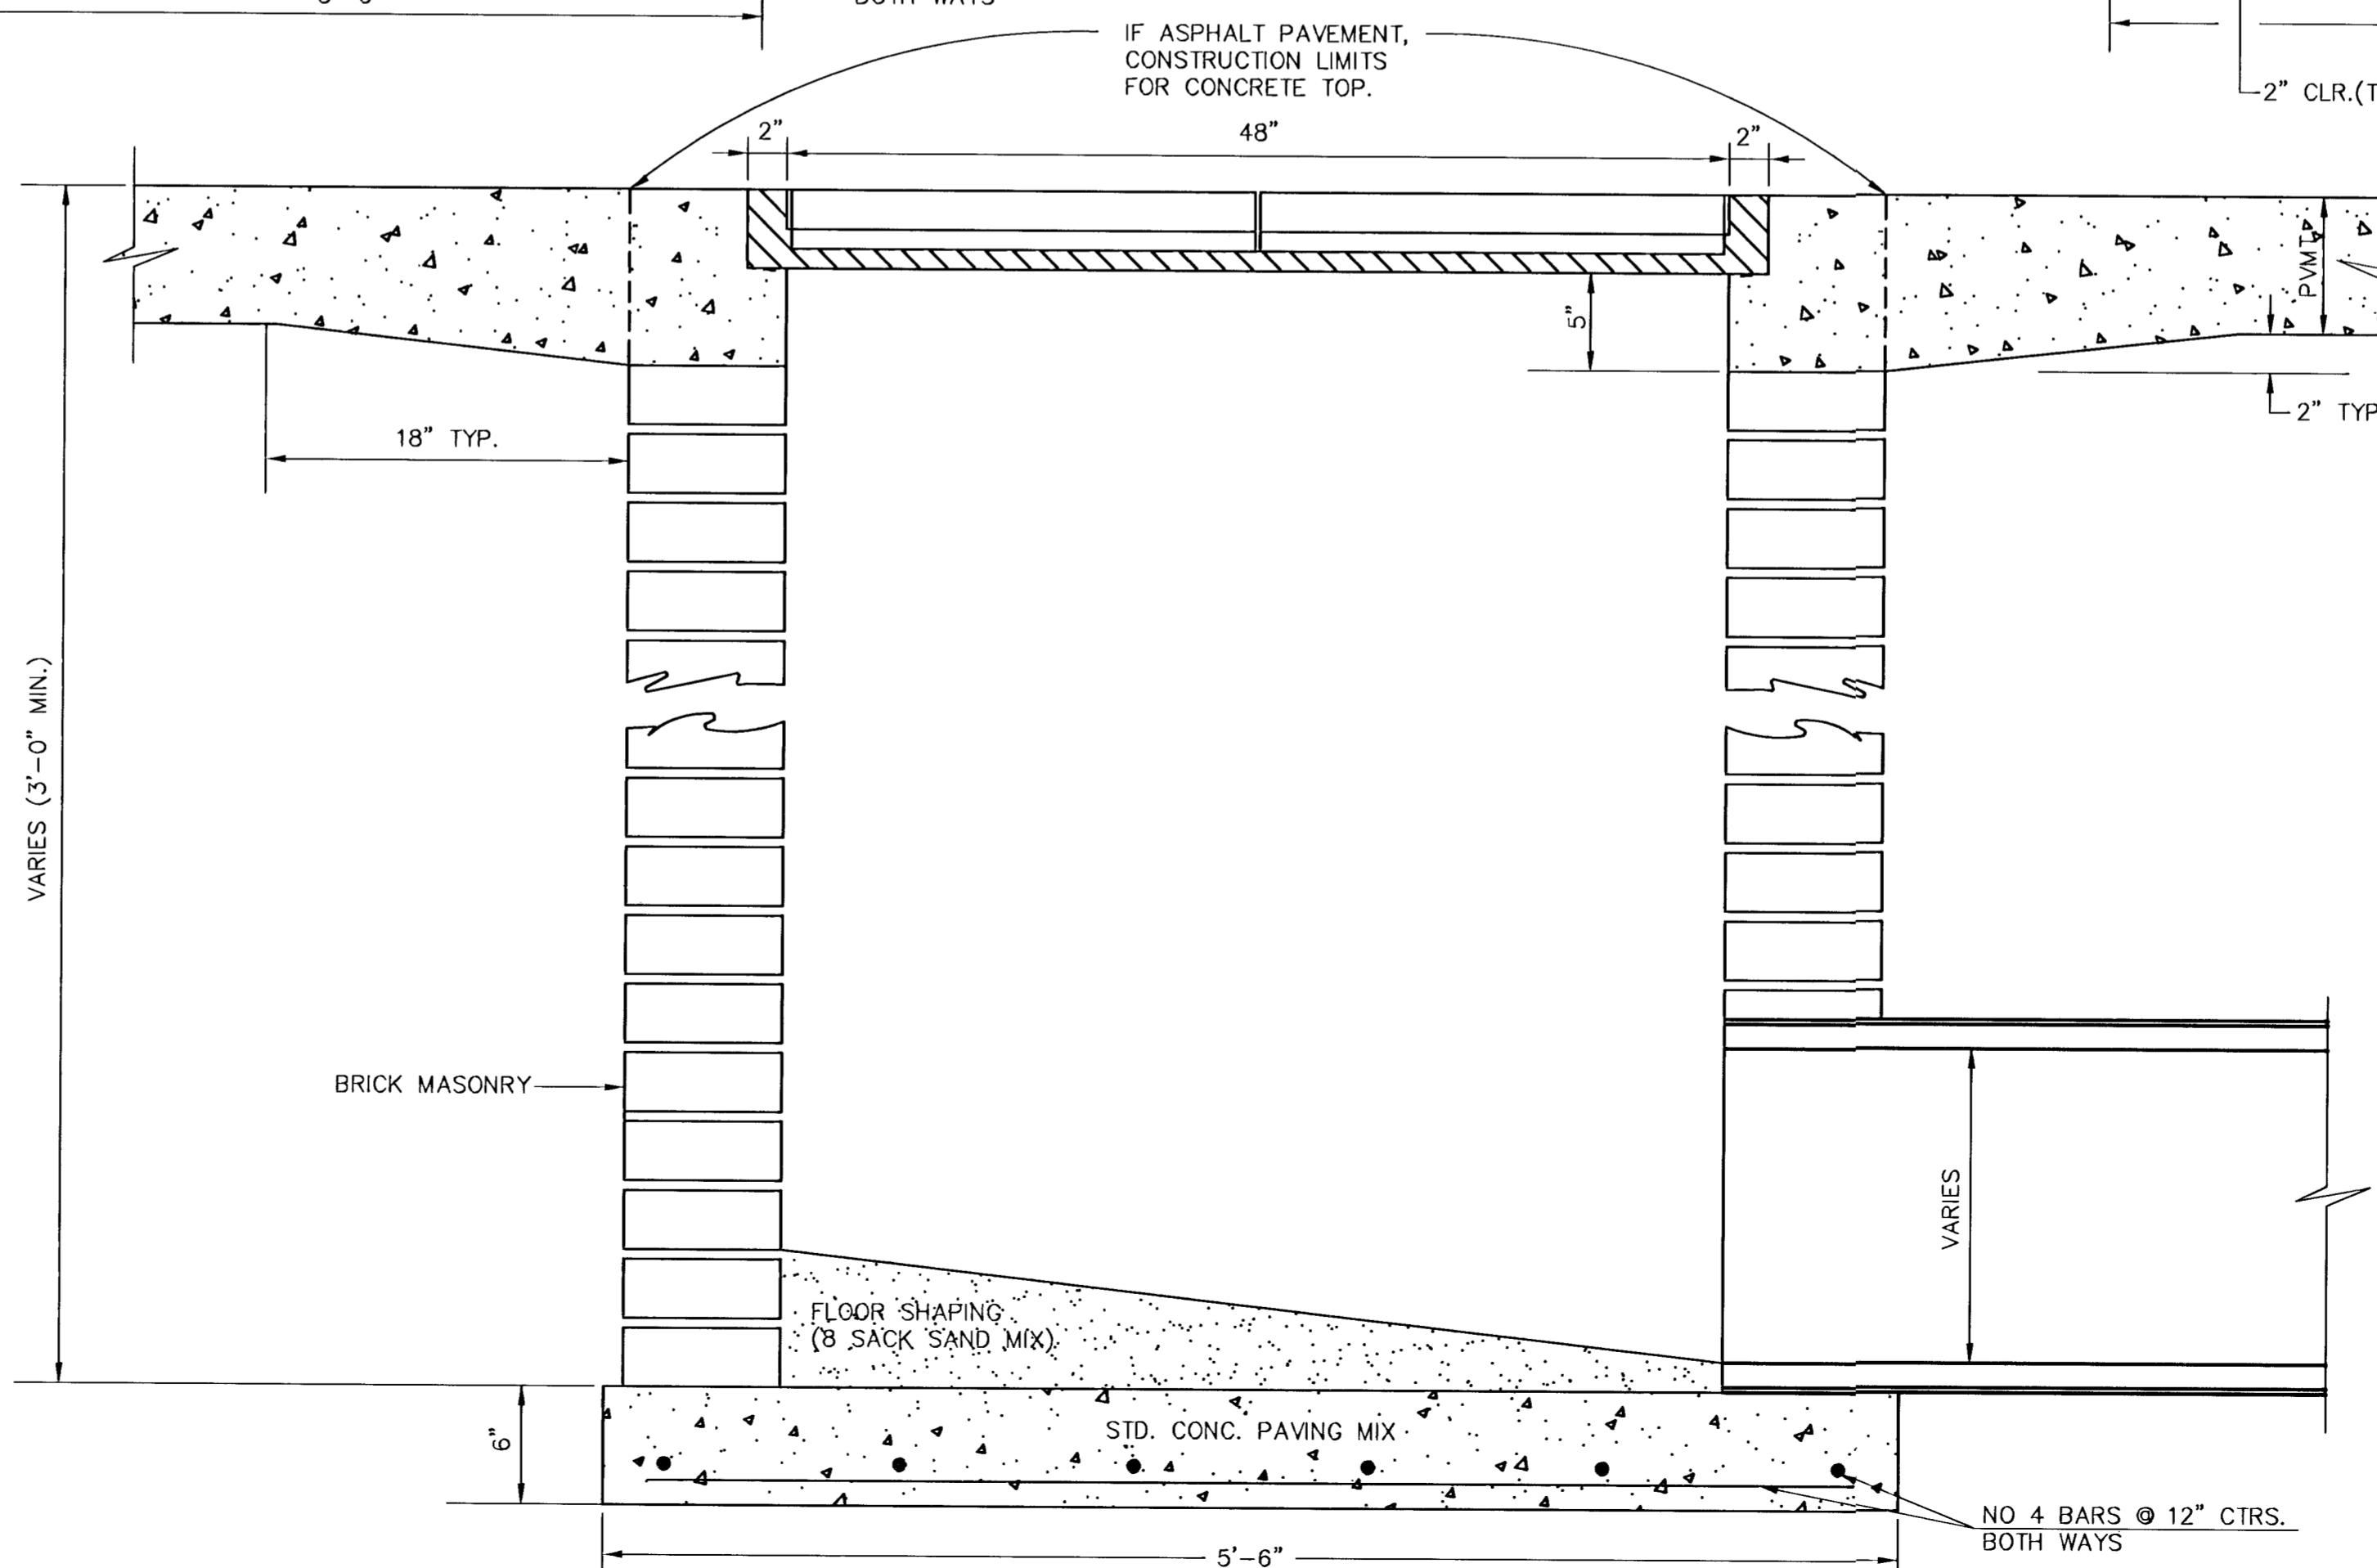 BOTH WAYS
IF ASPHALT PAVEMENT,
CONSTRUCTION LIMITS
FOR CONCRETE TOP.
2" CLR.(T
2"
48"
2"
PVMT.
5"
2" TYP
18" TYP.
VARIES (3'-0" MIN.)
BRICK MASONRY
VARIES
FLOOR SHAPING
(8 SACK SAND MIX)
STD. CONC. PAVING MIX
6"
NO 4 BARS @ 12" CTRS.
BOTH WAYS
5'-6"